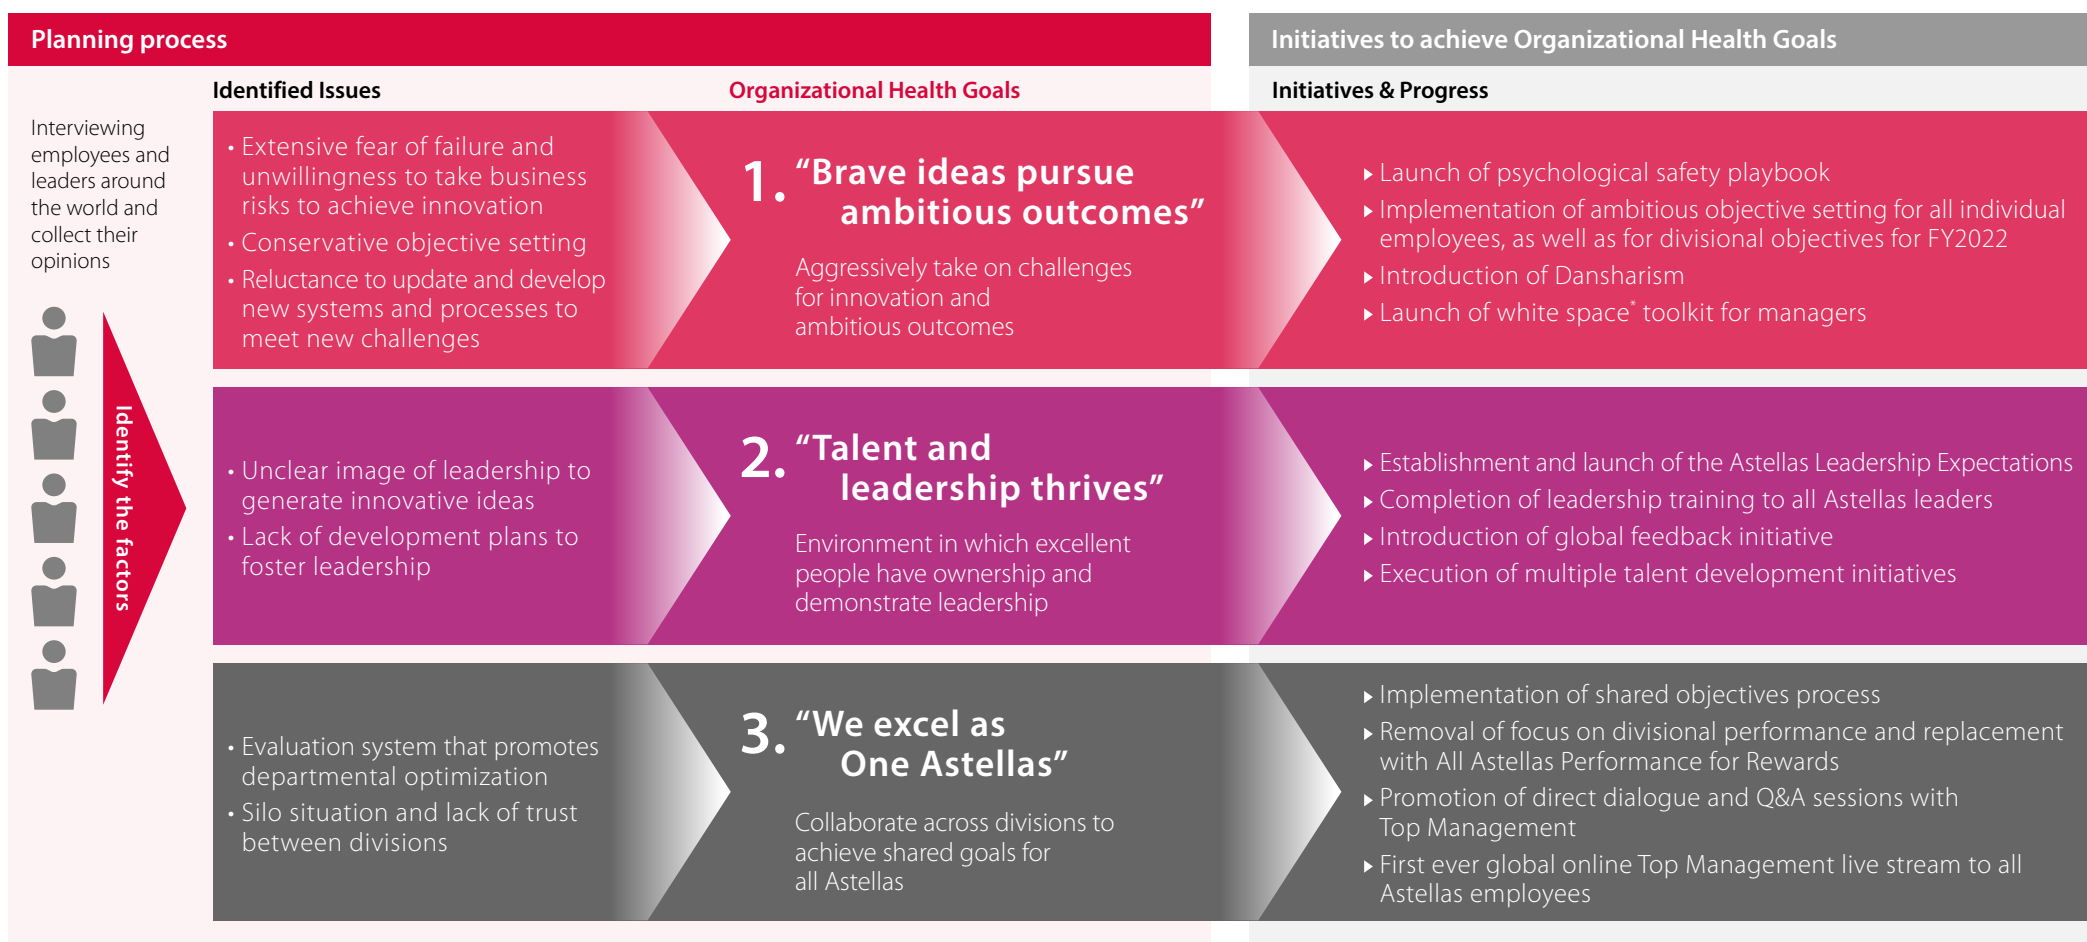 Planning process
Initiatives to achieve Organizational Health Goals
Identified Issues
Organizational Health Goals
Initiatives & Progress
Interviewing
employees and
leaders around
the world and
collect their
opinions
Identify the factors
• Extensive fear of failure and
unwillingness to take business
risks to achieve innovation
• Conservative objective setting
• Reluctance to update and develop
new systems and processes to
meet new challenges
1. “Brave ideas pursue
ambitious outcomes”
Aggressively take on challenges
for innovation and
ambitious outcomes
▸ Launch of psychological safety playbook
▸ Implementation of ambitious objective setting for all individual
employees, as well as for divisional objectives for FY2022
▸ Introduction of Dansharism
▸ Launch of white space* toolkit for managers
• Unclear image of leadership to
generate innovative ideas
• Lack of development plans to
foster leadership
2. “Talent and
leadership thrives”
Environment in which excellent
people have ownership and
demonstrate leadership
▸ Establishment and launch of the Astellas Leadership Expectations
▸ Completion of leadership training to all Astellas leaders
▸ Introduction of global feedback initiative
▸ Execution of multiple talent development initiatives
• Evaluation system that promotes
departmental optimization
• Silo situation and lack of trust
between divisions
3. “We excel as
One Astellas”
Collaborate across divisions to
achieve shared goals for
all Astellas
▸ Implementation of shared objectives process
▸ Removal of focus on divisional performance and replacement
with All Astellas Performance for Rewards
▸ Promotion of direct dialogue and Q&A sessions with
Top Management
▸ First ever global online Top Management live stream to all
Astellas employees